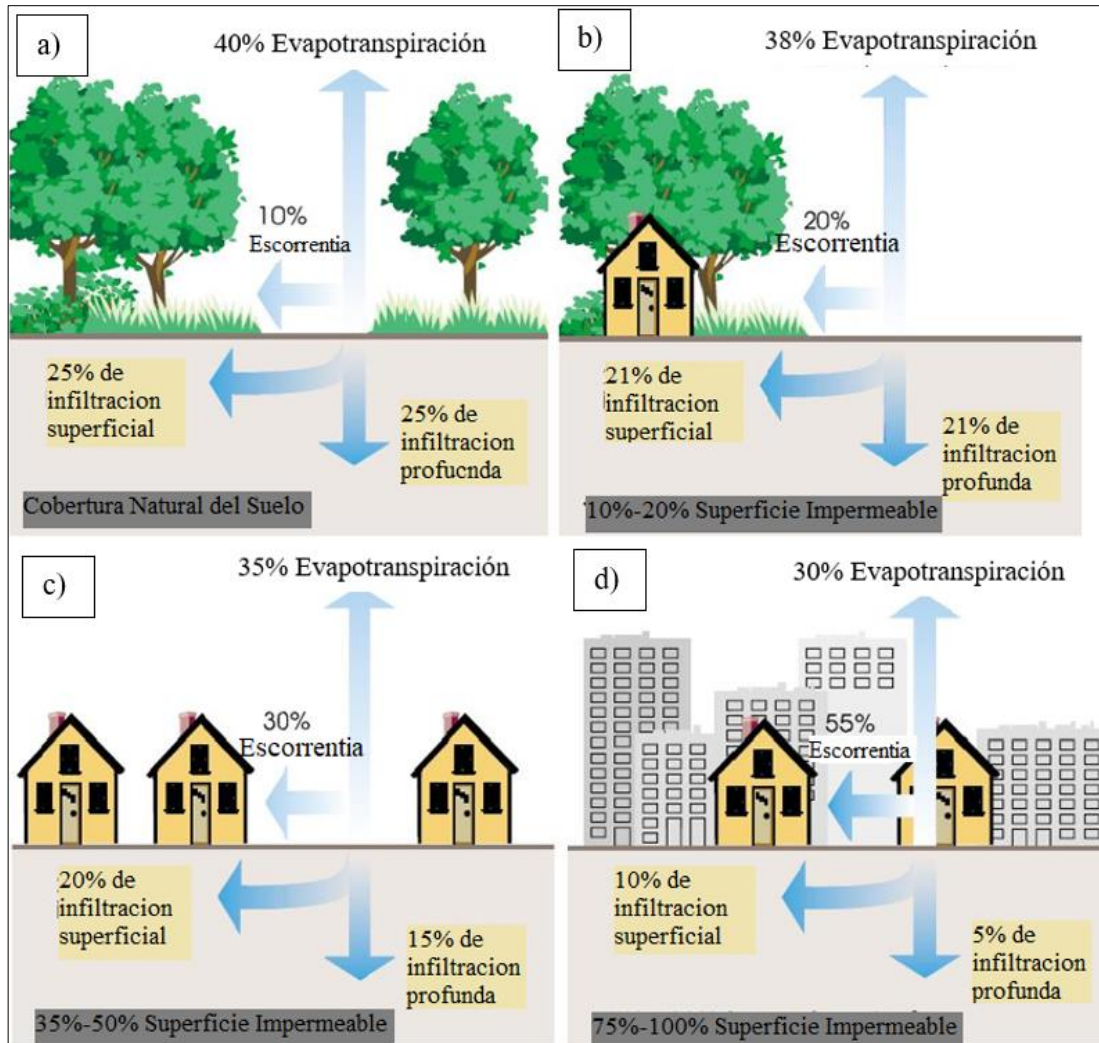 a)
40% Evapotranspiración
10%
Escorrentia
25% de
infiltracion
superficial
25% de
infiltracion
profucnda
Cobertura Natural del Suelo
b)
38% Evapotranspiración
20%
Escorrentia
21% de
infiltracion
superficial
21% de
infiltracion
profunda
10%-20% Superficie Impermeable
c)
35% Evapotranspiración
30%
Escorrentia
20% de
infiltracion
superficial
15% de
infiltracion
profunda
35%-50% Superficie Impermeable
d)
30% Evapotranspiración
55%
Escorrentia
10% de
infiltracion
superficial
5% de
infiltracion
profunda
75%-100% Superficie Impermeable